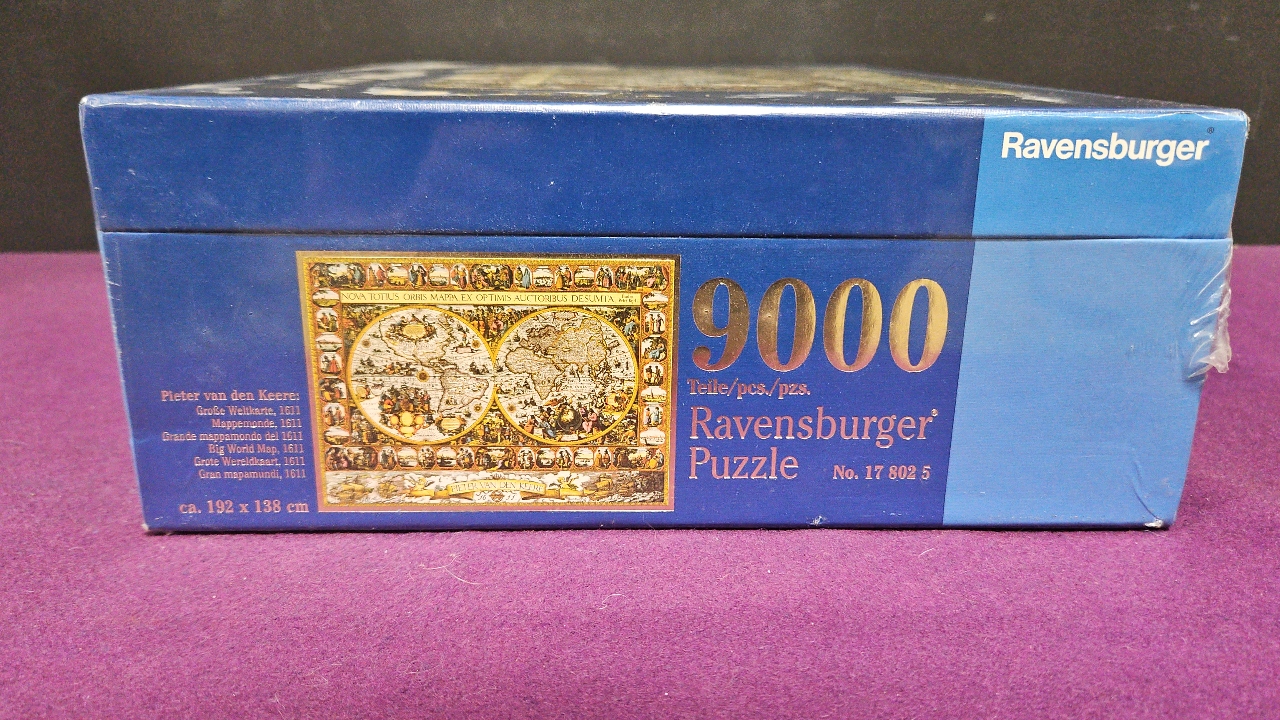 Ravensburger®
NOVA TOTIUS ORBIS MAPPA, EX OPTIMIS AUCTORIBUS DESUMTA
9000
Teile/pcs./pzs.
Ravensburger®
Puzzle No. 17 802 5
Pieter van den Keere:
Große Weltkarte, 1611
Mappemonde, 1611
Grande mappamondo del 1611
Big World Map, 1611
Grote Wereldkaart, 1611
Gran mapamundi, 1611
ca. 192 x 138 cm